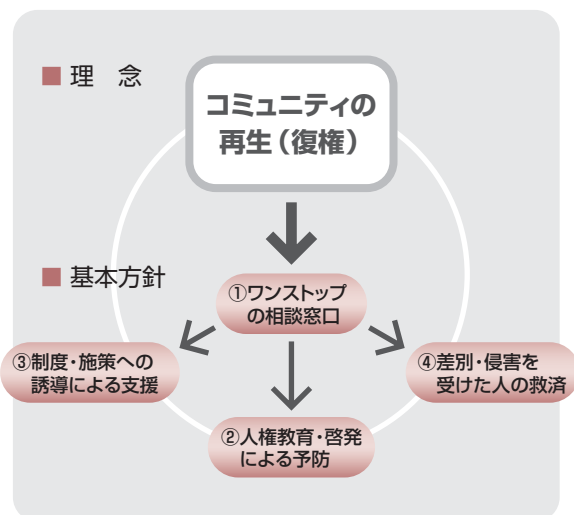 ■ 理　念
コミュニティの
再生（復権）
■ 基本方針
①ワンストップ
の相談窓口
③制度・施策への
誘導による支援
④差別・侵害を
受けた人の救済
②人権教育・啓発
による予防